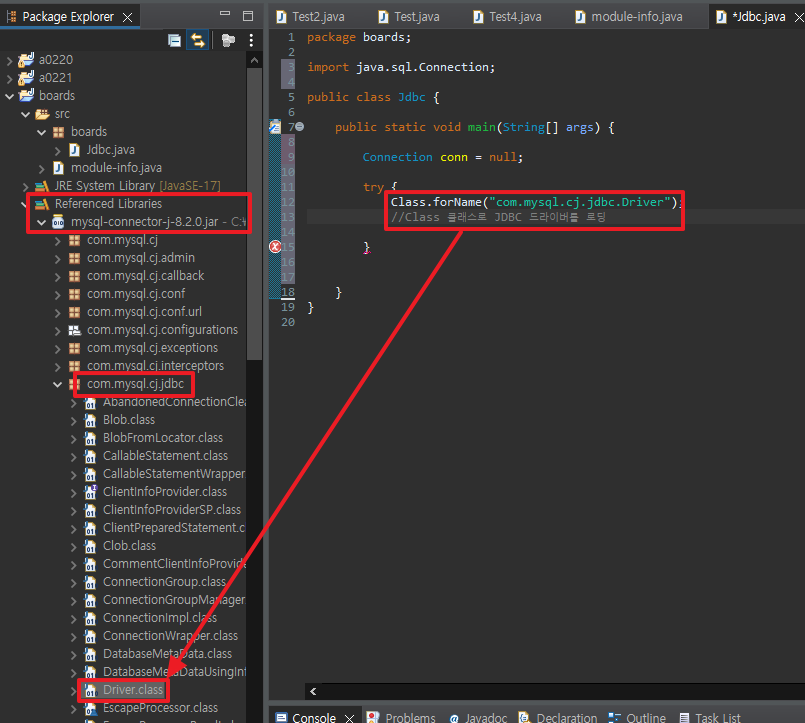 Package Explorer
a0220
a0221
boards
src
boards
Jdbc.java
module-info.java
JRE System Library [JavaSE-17]
Referenced Libraries
mysql-connector-j-8.2.0.jar - C:\
com.mysql.cj
com.mysql.cj.admin
com.mysql.cj.callback
com.mysql.cj.conf
com.mysql.cj.conf.url
com.mysql.cj.configurations
com.mysql.cj.exceptions
com.mysql.cj.interceptors
com.mysql.cj.jdbc
AbandonedConnectionClea
Blob.class
BlobFromLocator.class
CallableStatement.class
CallableStatementWrapper
ClientInfoProvider.class
ClientInfoProviderSP.class
ClientPreparedStatement.c
Clob.class
CommentClientInfoProvide
ConnectionGroup.class
ConnectionGroupManager
ConnectionImpl.class
ConnectionWrapper.class
DatabaseMetaData.class
DatabaseMetaDataUsingInf
Driver.class
EscapeProcessor.class
Test2.java Test.java Test4.java module-info.java *Jdbc.java
1 package boards;
2
3 import java.sql.Connection;
4
5 public class Jdbc {
6
7 public static void main(String[] args) {
8
9 Connection conn = null;
10
11 try {
12 Class.forName("com.mysql.cj.jdbc.Driver");
13 //Class 클래스트 JDBC 드라이버를 로딩
14
15 }
16
17
18 }
19 }
20
Console Problems Javadoc Declaration Outline Task List